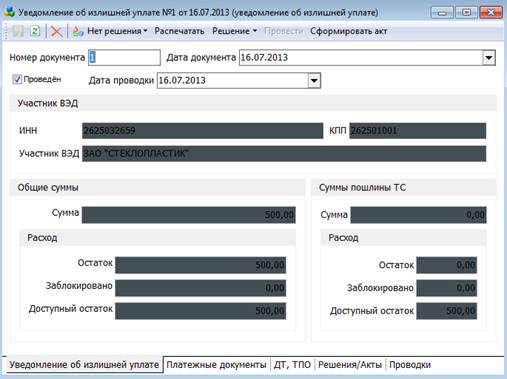 Уведомление об излишней уплате №1 от 16.07.2013 (уведомление об излишней уплате)
Нет решения Распечатать Решение Провести Сформировать акт
Номер документа 1 Дата документа 16.07.2013
Проведён Дата проводки 16.07.2013
Участник ВЭД
ИНН 2625032659 КПП 262501001
Участник ВЭД ЗАО "СТЕКЛОПЛАСТИК"
Общие суммы
Сумма 500,00
Расход
Остаток 500,00
Заблокировано 0,00
Доступный остаток 500,00
Суммы пошлины ТС
Сумма 0,00
Расход
Остаток 0,00
Заблокировано 0,00
Доступный остаток 500,00
Уведомление об излишней уплате Платежные документы ДТ, ТПО Решения/Акты Проводки